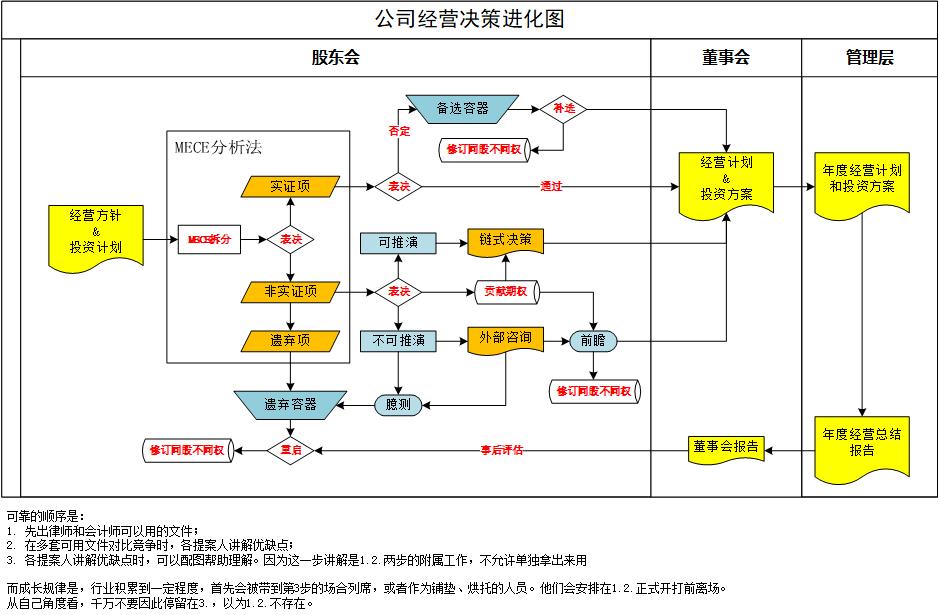 公司经营决策进化图
股东会
董事会
管理层
备选容器
补选
否定
修订同股不同权
MECE分析法
实证项
表决
通过
经营计划
&
投资方案
年度经营计划
和投资方案
经营方针
&
投资计划
MECE拆分
表决
可推演
链式决策
非实证项
表决
贡献期权
遗弃项
不可推演
外部咨询
前瞻
修订同股不同权
遗弃容器
臆测
修订同股不同权
重启
事后评估
董事会报告
年度经营总结
报告
可靠的顺序是:
1. 先出律师和会计师可以用的文件;
2. 在多套可用文件对比竞争时,各提案人讲解优缺点;
3. 各提案人讲解优缺点时,可以配图帮助理解。因为这一步讲解是1.2.两步的附属工作,不允许单独拿出来用
而成长规律是,行业积累到一定程度,首先会被带到第3步的场合列席,或者作为铺垫、烘托的人员。他们会安排在1.2.正式开打前离场。
从自己角度看,千万不要因此停留在3.,以为1.2.不存在。